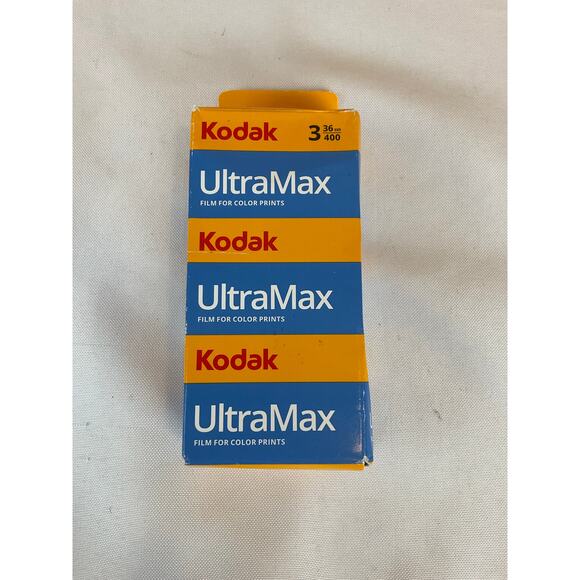 Kodak 3 36 exp
400
UltraMax
FILM FOR COLOR PRINTS
Kodak
UltraMax
FILM FOR COLOR PRINTS
Kodak
UltraMax
FILM FOR COLOR PRINTS